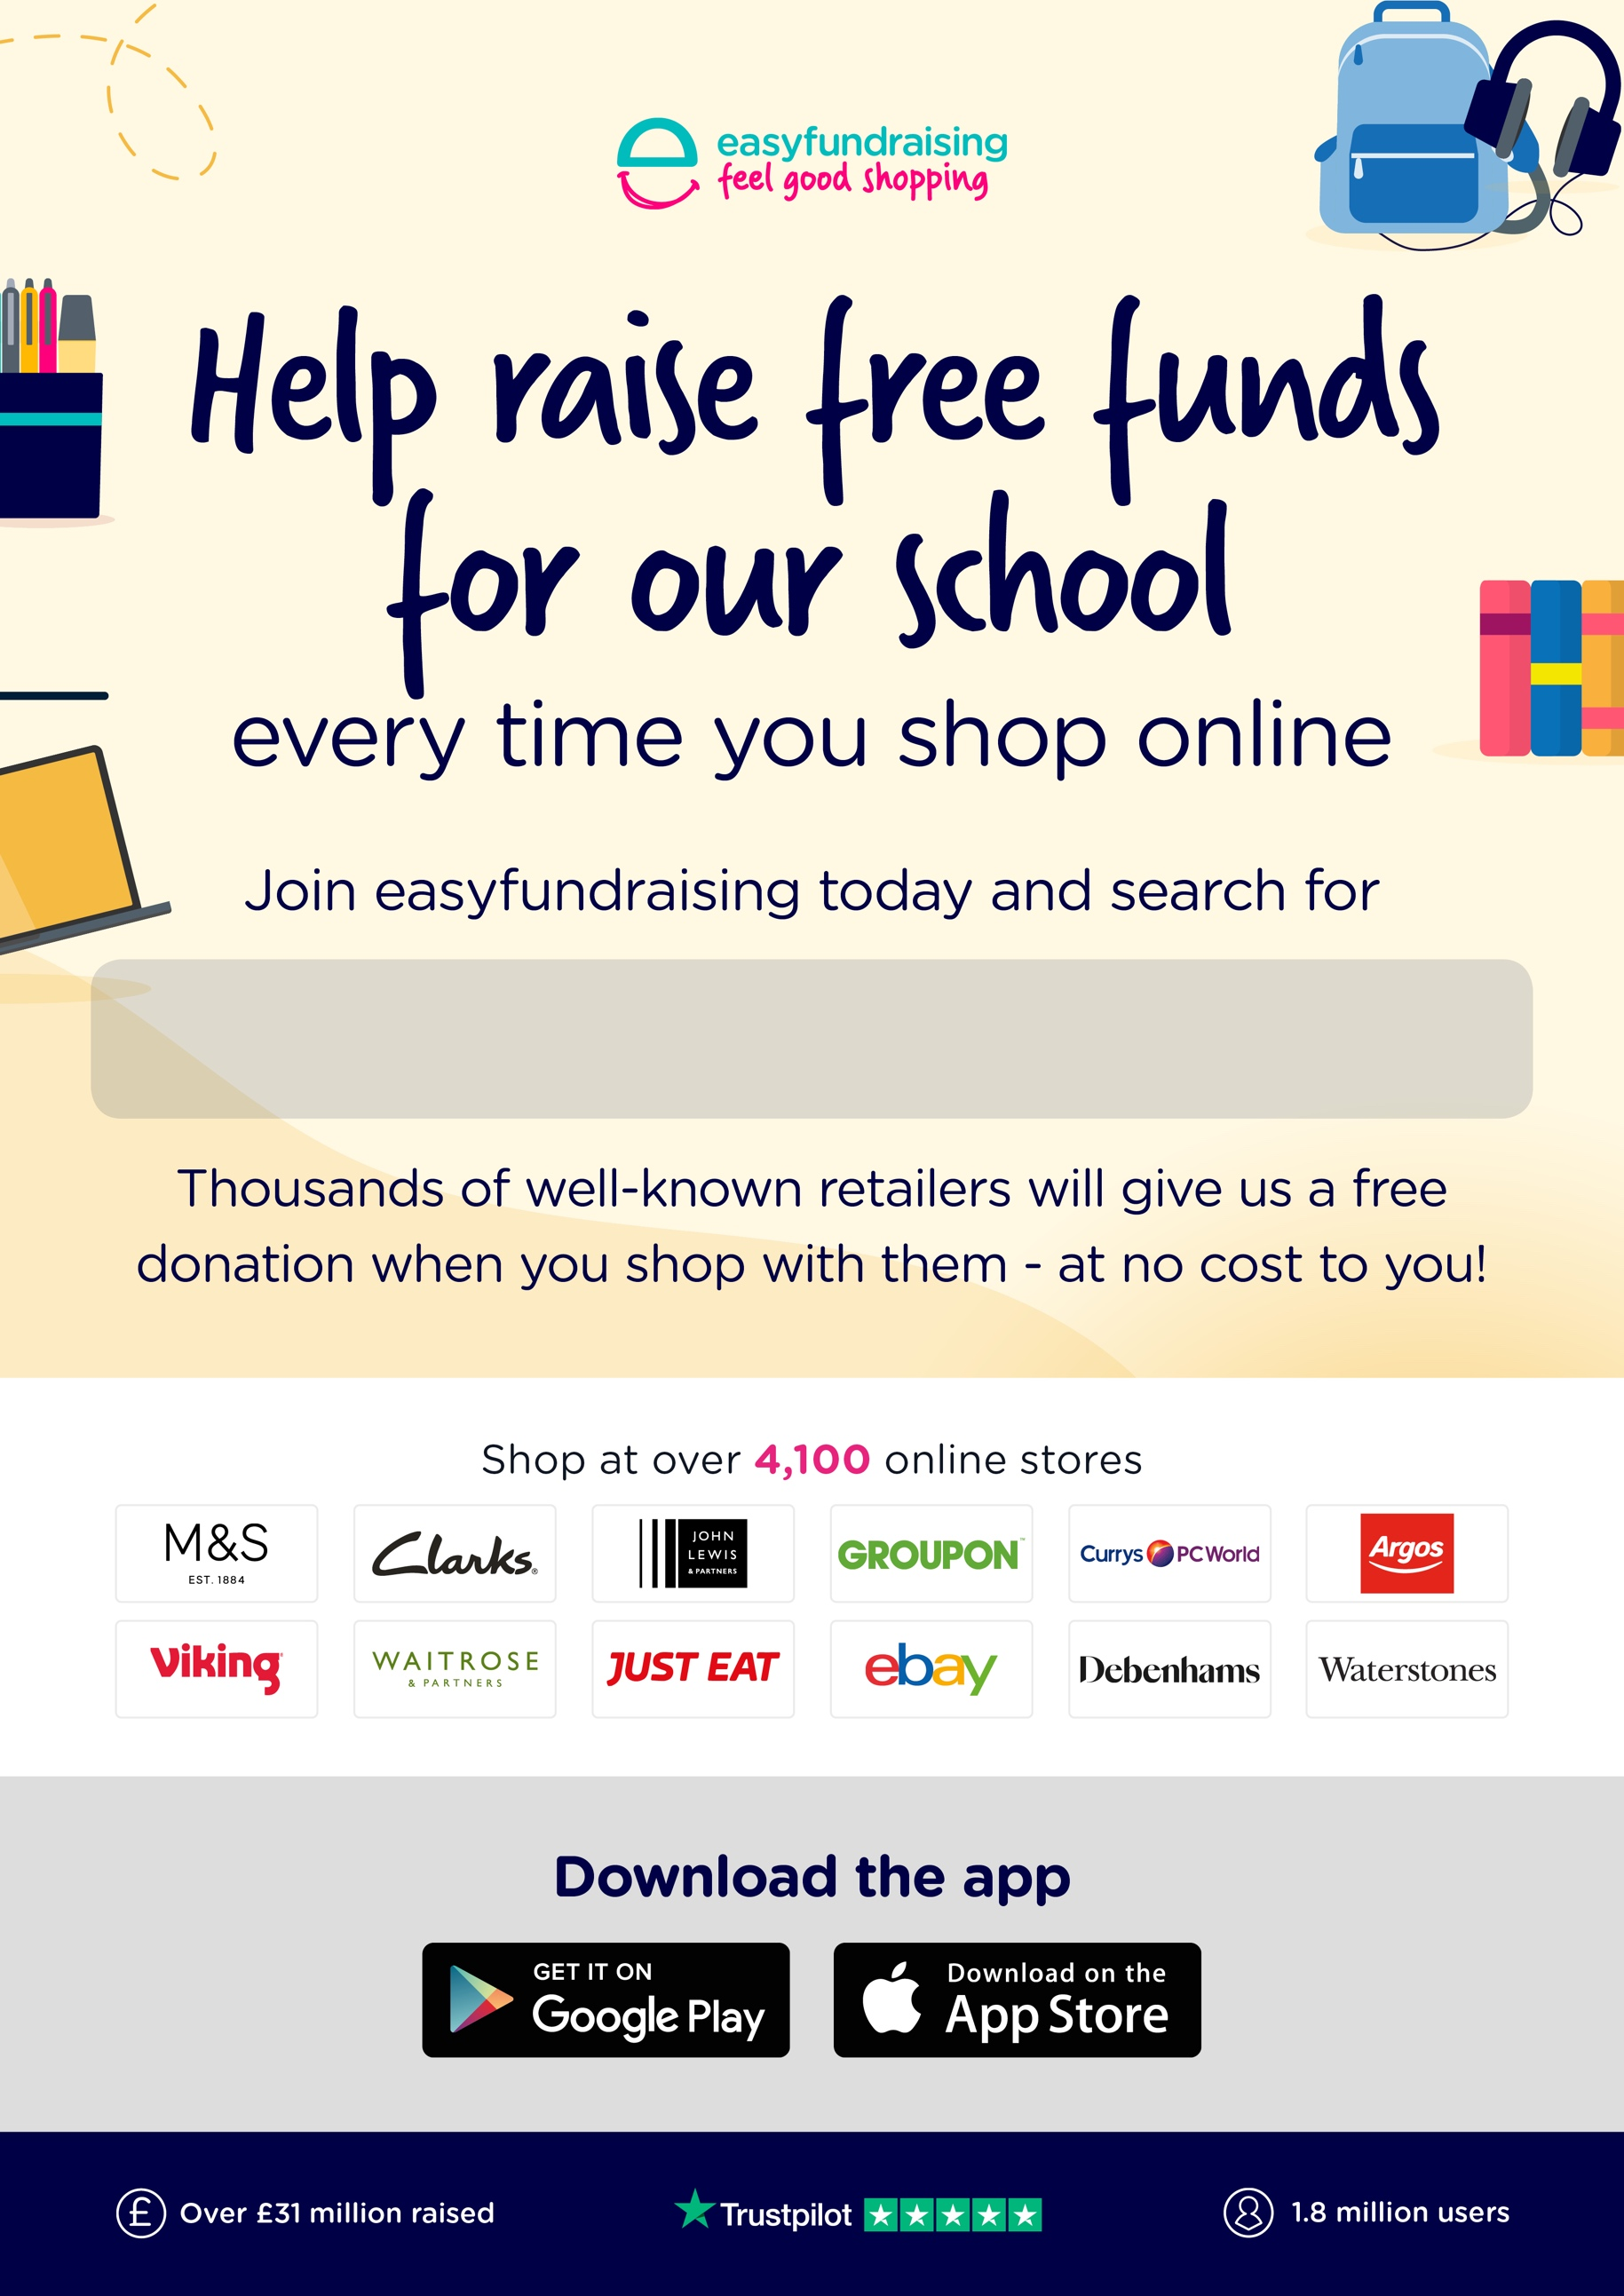 easyfundraising
feel good shopping
Help raise free funds
for our school
every time you shop online
Join easyfundraising today and search for
Thousands of well-known retailers will give us a free
donation when you shop with them - at no cost to you!
Shop at over 4,100 online stores
M&S
EST. 1884
Clarks®
JOHN
LEWIS
& PARTNERS
GROUPON™
Currys PC World
Argos
Viking®
WAITROSE
& PARTNERS
JUST EAT
ebay
Debenhams
Waterstones
Download the app
GET IT ON
Google Play
Download on the
App Store
Over £31 million raised
Trustpilot
1.8 million users